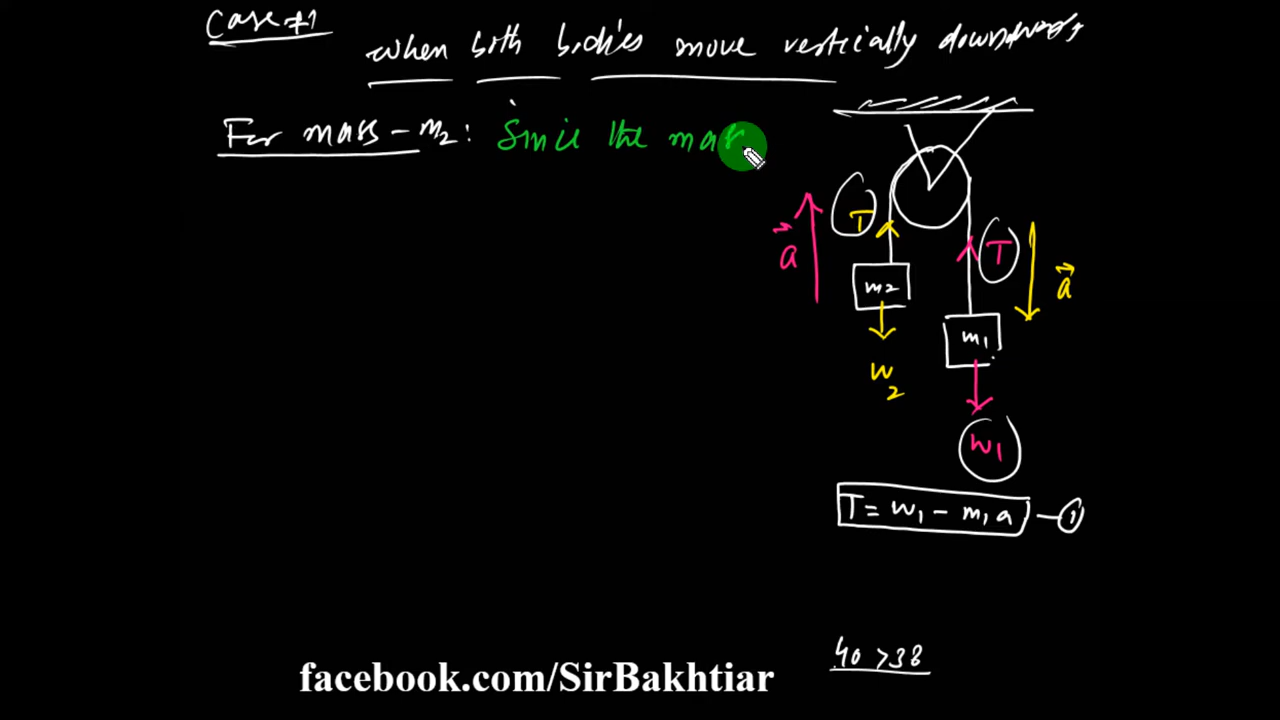 Case #1
when both bodies move vertically downwards
For mass - m2: Since the mas
T
T
a
a
m2
m1
w2
w1
T = w1 - m1a — (1)
40 > 38
facebook.com/SirBakhtiar